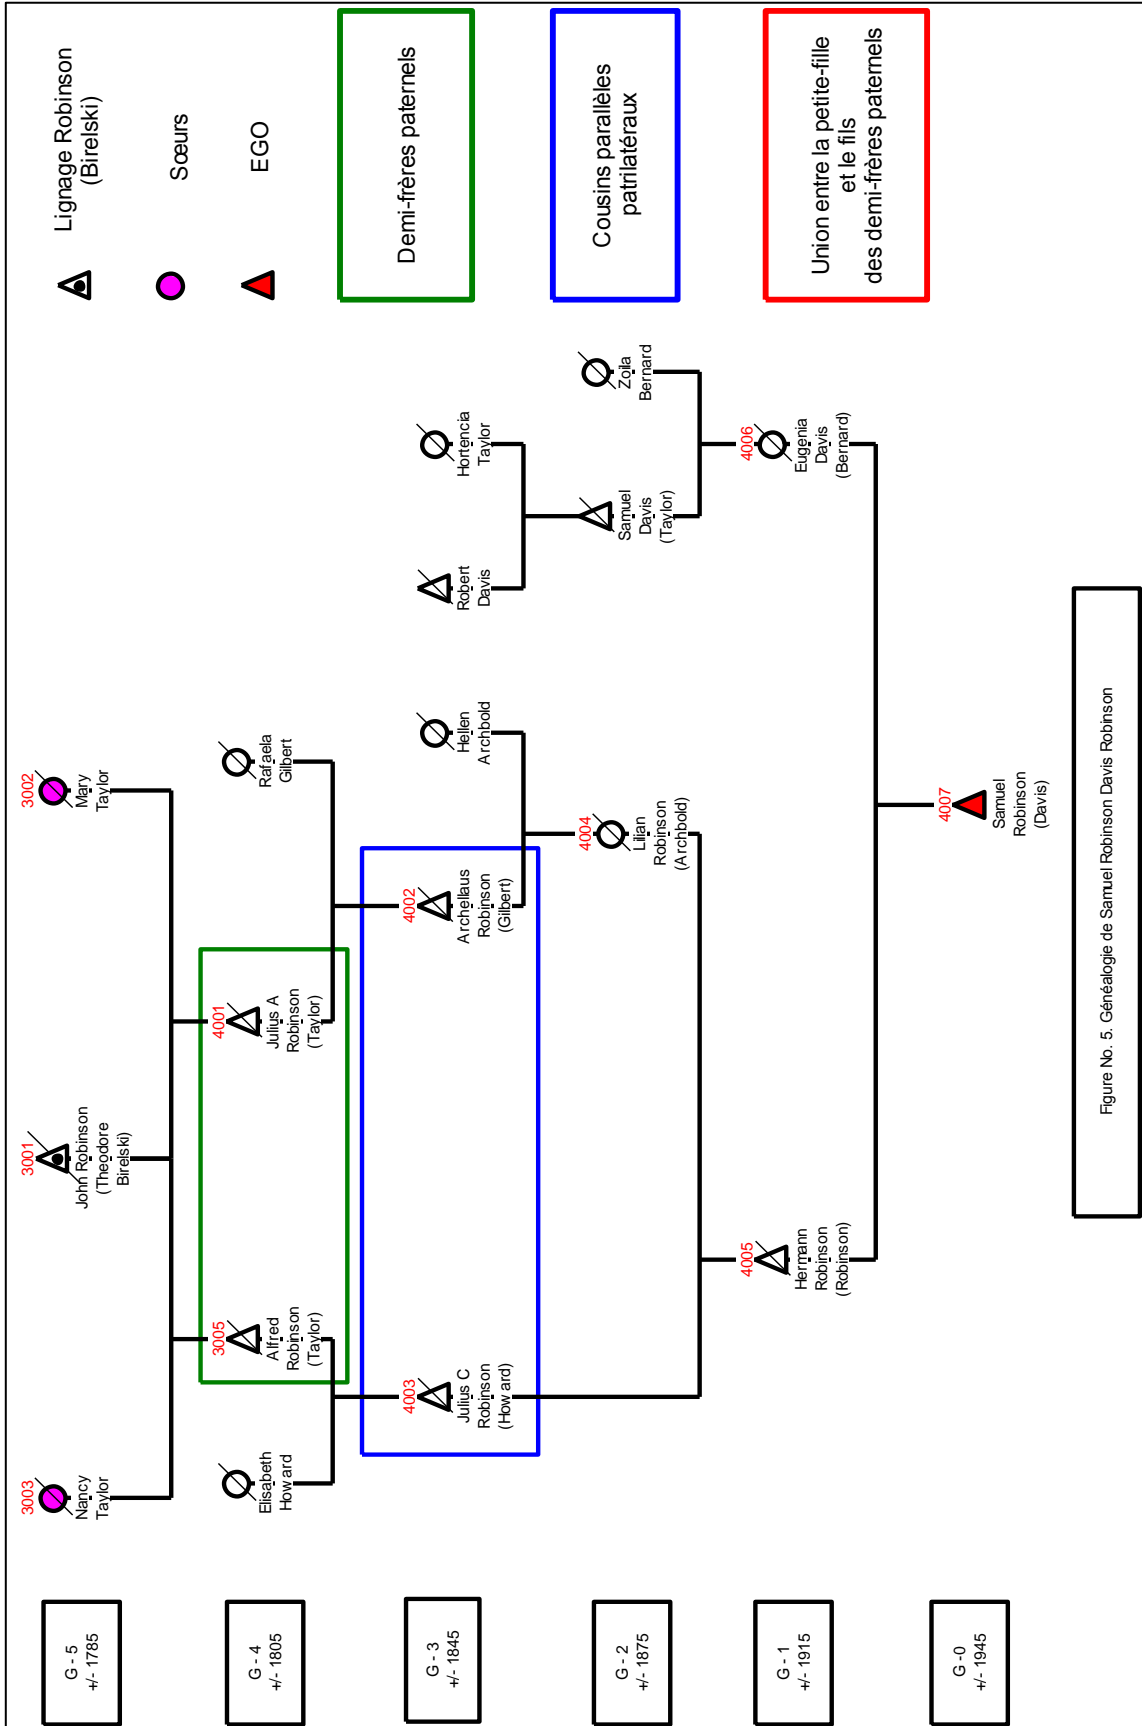 Lignage Robinson
(Birelski)
Sœurs
EGO
Demi-frères paternels
Cousins parallèles
patrilatéraux
Union entre la petite-fille
et le fils
des demi-frères paternels
G - 5
+/- 1785
3003
Nancy
Taylor
3001
John Robinson
(Theodore
Birelski)
3002
Mary
Taylor
G - 4
+/- 1805
Elisabeth
Howard
3005
Alfred
Robinson
(Taylor)
4001
Julius A
Robinson
(Taylor)
Rafaela
Gilbert
G - 3
+/- 1845
4003
Julius C
Robinson
(Howard)
4002
Archellaus
Robinson
(Gilbert)
Hellen
Archbold
Robert
Davis
Hortencia
Taylor
G - 2
+/- 1875
4004
Lilian
Robinson
(Archbold)
Samuel
Davis
(Taylor)
Zoila
Bernard
G - 1
+/- 1915
4005
Hermann
Robinson
(Robinson)
4006
Eugenia
Davis
(Bernard)
G -0
+/- 1945
4007
Samuel
Robinson
(Davis)
Figure No. 5. Généalogie de Samuel Robinson Davis Robinson